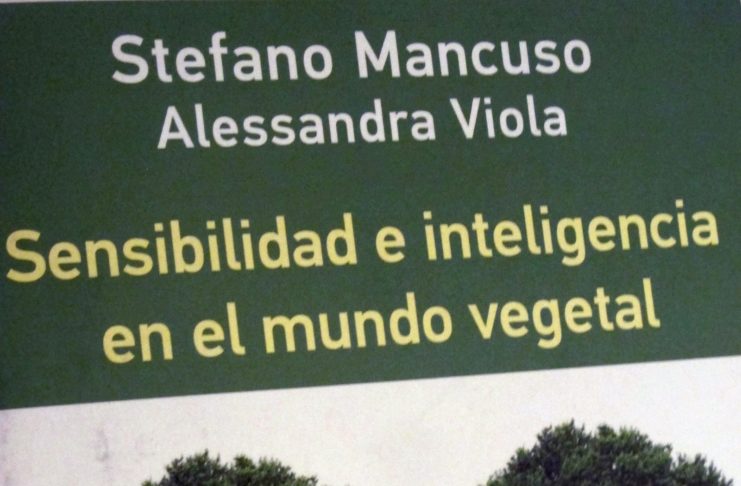 Stefano Mancuso
Alessandra Viola
Sensibilidad e inteligencia
en el mundo vegetal